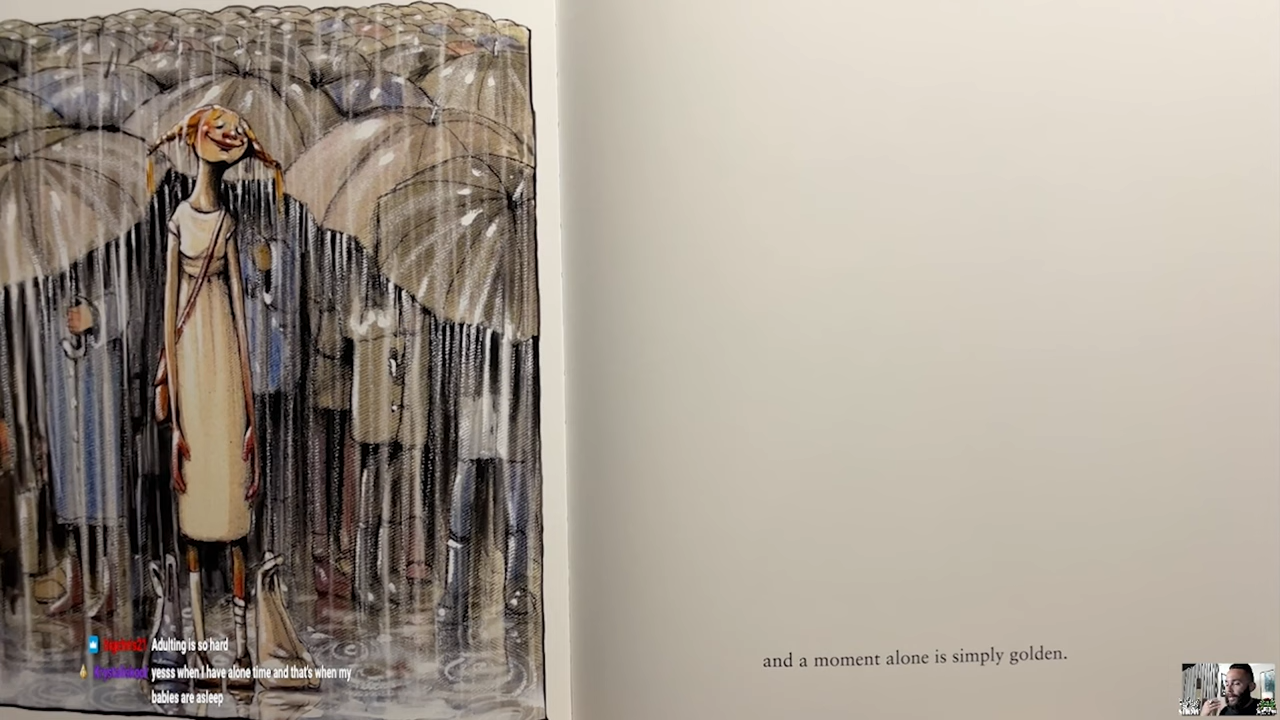 Adulting is so hard
yesss when I have alone time and that's when my
babies are asleep
and a moment alone is simply golden.